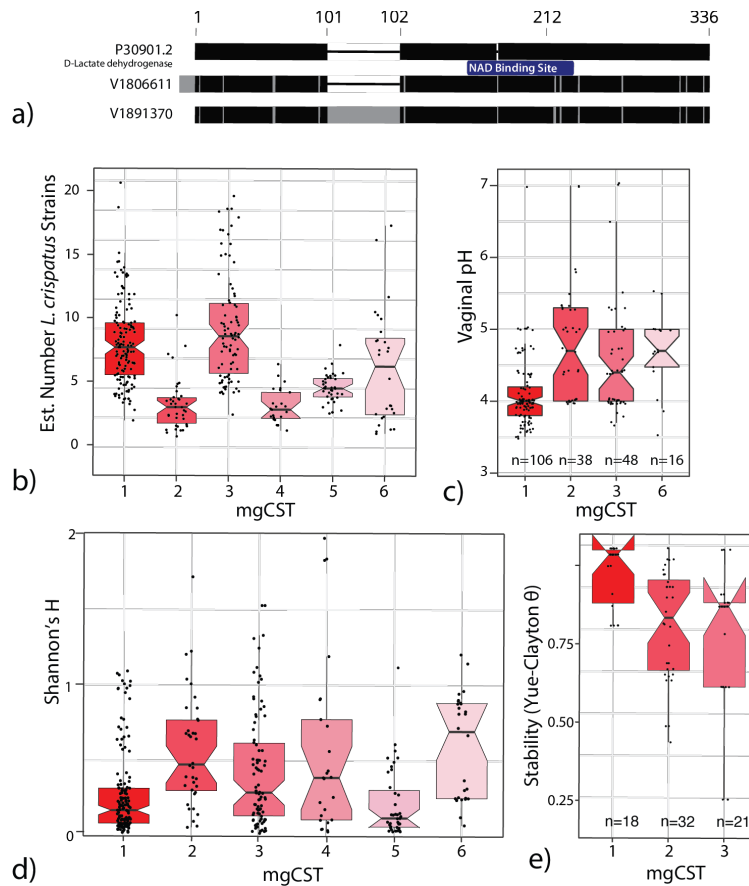 1 101 102 212 336
P30901.2
D-Lactate dehydrogenase
NAD Binding Site
V1806611
V1891370
a)
Est. Number L. crispatus Strains
20
15
10
5
0
1 2 3 4 5 6
mgCST
b)
Vaginal pH
7
6
5
4
3
n=106 n=38 n=48 n=16
1 2 3 6
mgCST
c)
Shannon's H
2
1
0
1 2 3 4 5 6
mgCST
d)
Stability (Yue-Clayton θ)
0.75
0.50
0.25
n=18 n=32 n=21
1 2 3
mgCST
e)